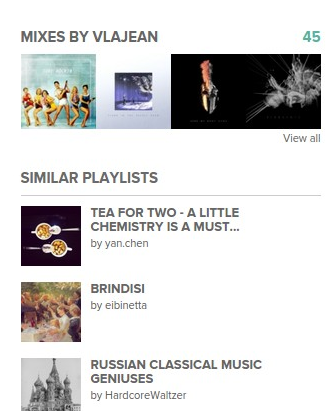 MIXES BY VLAJEAN 45
View all
SIMILAR PLAYLISTS
TEA FOR TWO - A LITTLE
CHEMISTRY IS A MUST...
by yan.chen
BRINDISI
by eibinetta
RUSSIAN CLASSICAL MUSIC
GENIUSES
by HardcoreWaltzer